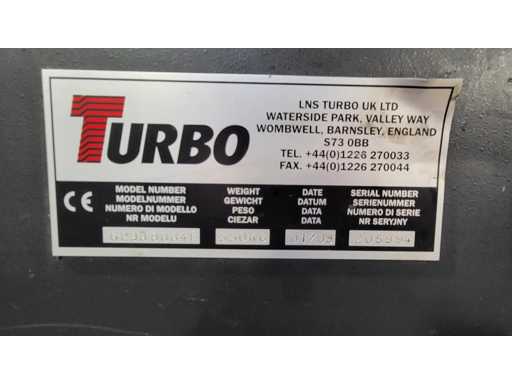 TURBO
LNS TURBO UK LTD
WATERSIDE PARK, VALLEY WAY
WOMBWELL, BARNSLEY, ENGLAND
S73 0BB
TEL. +44(0)1226 270033
FAX. +44(0)1226 270044
CE
MODEL NUMBER WEIGHT DATE SERIAL NUMBER
MODELNUMMER GEWICHT DATUM SERIENUMMER
NUMERO DI MODELLO PESO DATA NUMERO DI SERIE
NR MODELU CIEZAR DATA NR SERYJNY